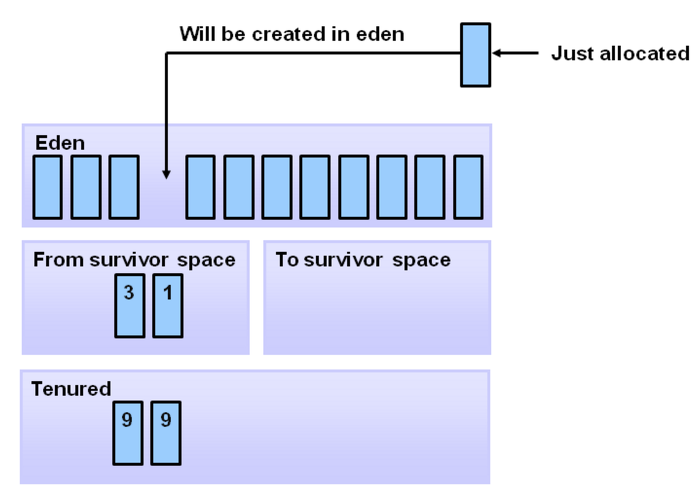 Will be created in eden
Just allocated
Eden
From survivor space
To survivor space
3 1
Tenured
9 9